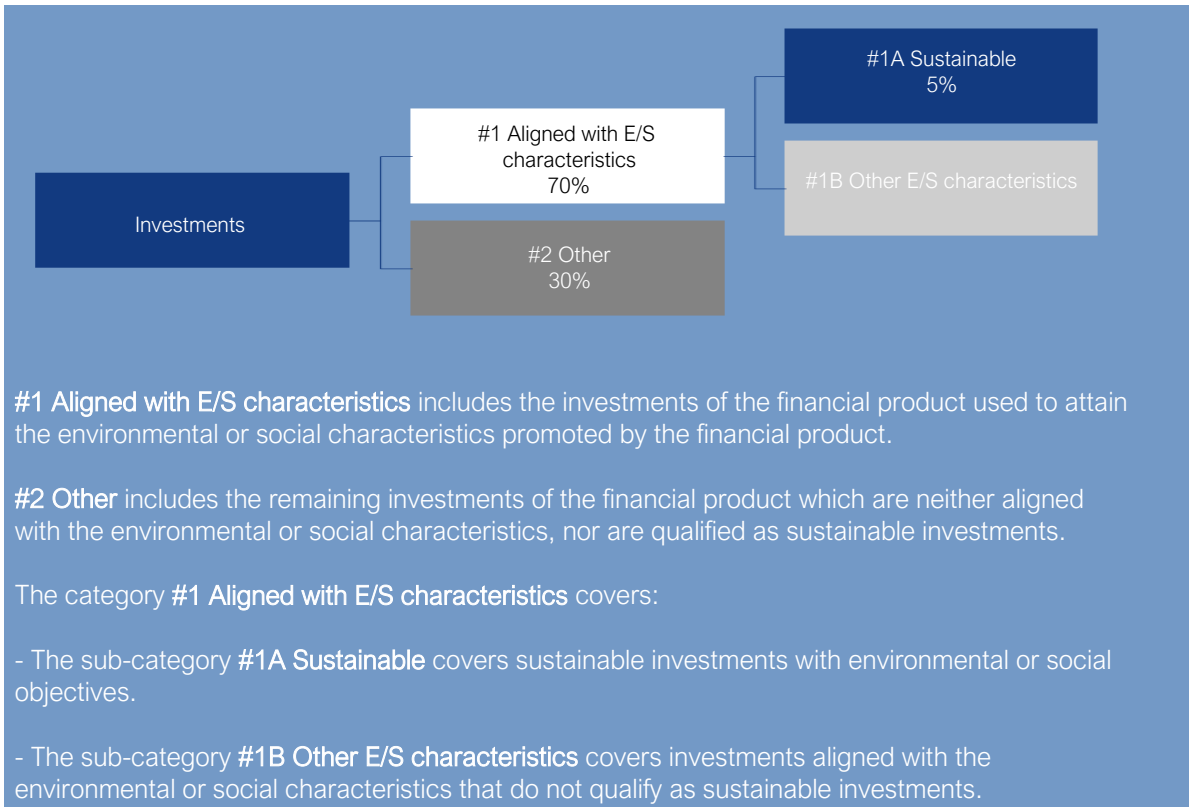 #1A Sustainable
5%
#1 Aligned with E/S
characteristics
70%
#1B Other E/S characteristics
Investments
#2 Other
30%
#1 Aligned with E/S characteristics includes the investments of the financial product used to attain
the environmental or social characteristics promoted by the financial product.
#2 Other includes the remaining investments of the financial product which are neither aligned
with the environmental or social characteristics, nor are qualified as sustainable investments.
The category #1 Aligned with E/S characteristics covers:
- The sub-category #1A Sustainable covers sustainable investments with environmental or social
objectives.
- The sub-category #1B Other E/S characteristics covers investments aligned with the
environmental or social characteristics that do not qualify as sustainable investments.